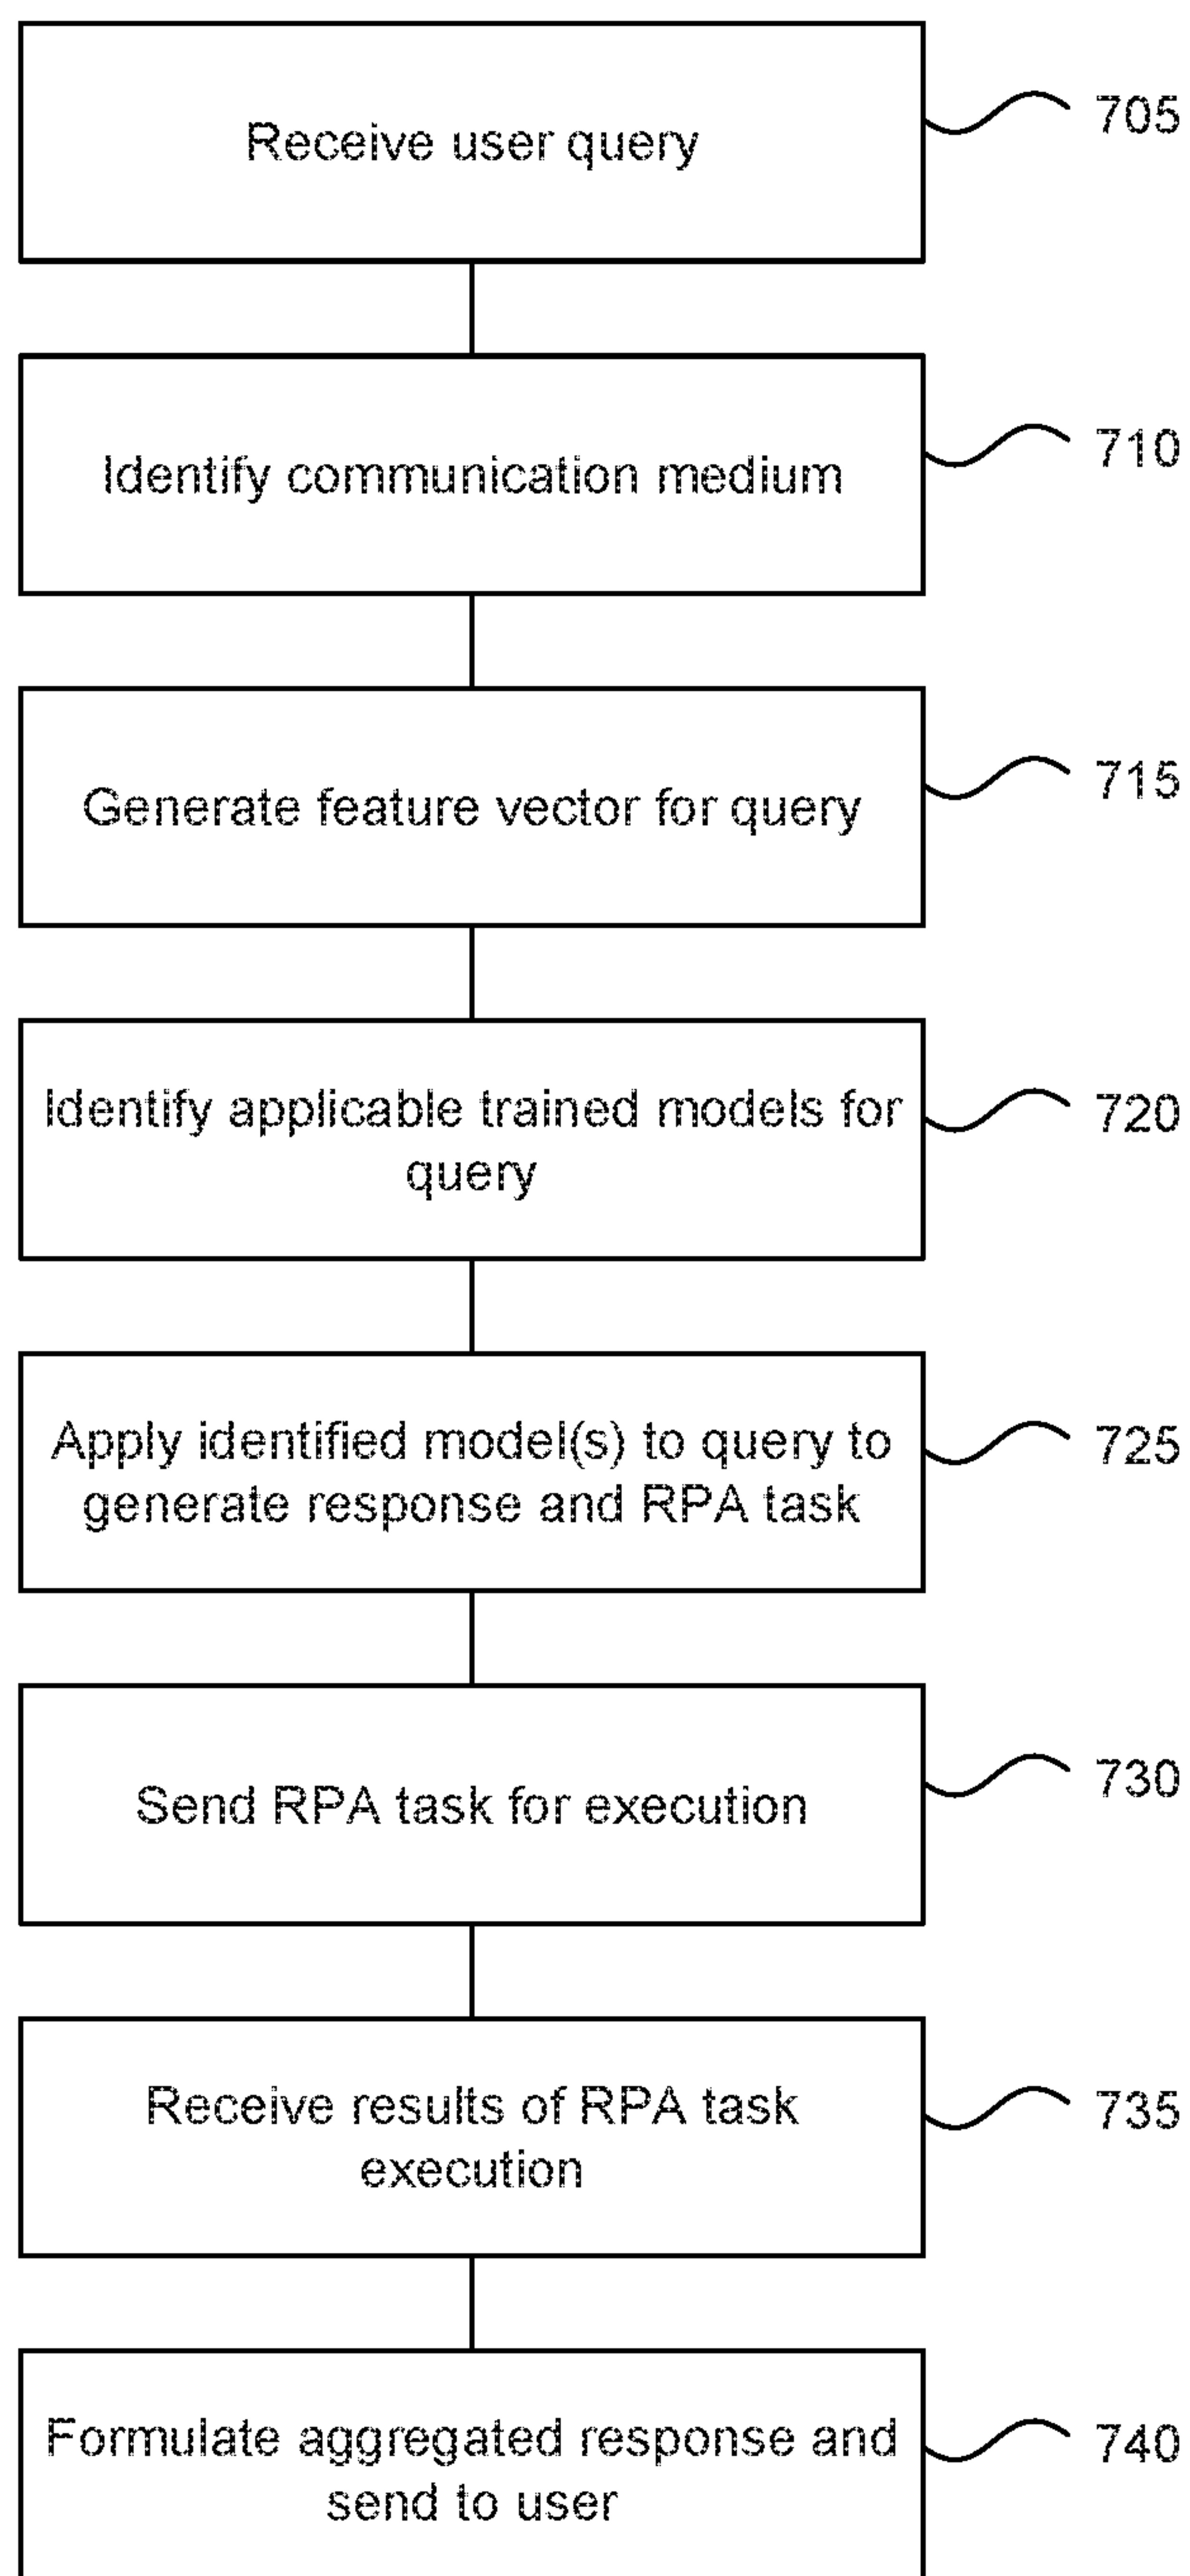 Receive user query
705
Identify communication medium
710
Generate feature vector for query
715
Identify applicable trained models for
query
720
Apply identified model(s) to query to
generate response and RPA task
725
Send RPA task for execution
730
Receive results of RPA task
execution
735
Formulate aggregated response and
send to user
740